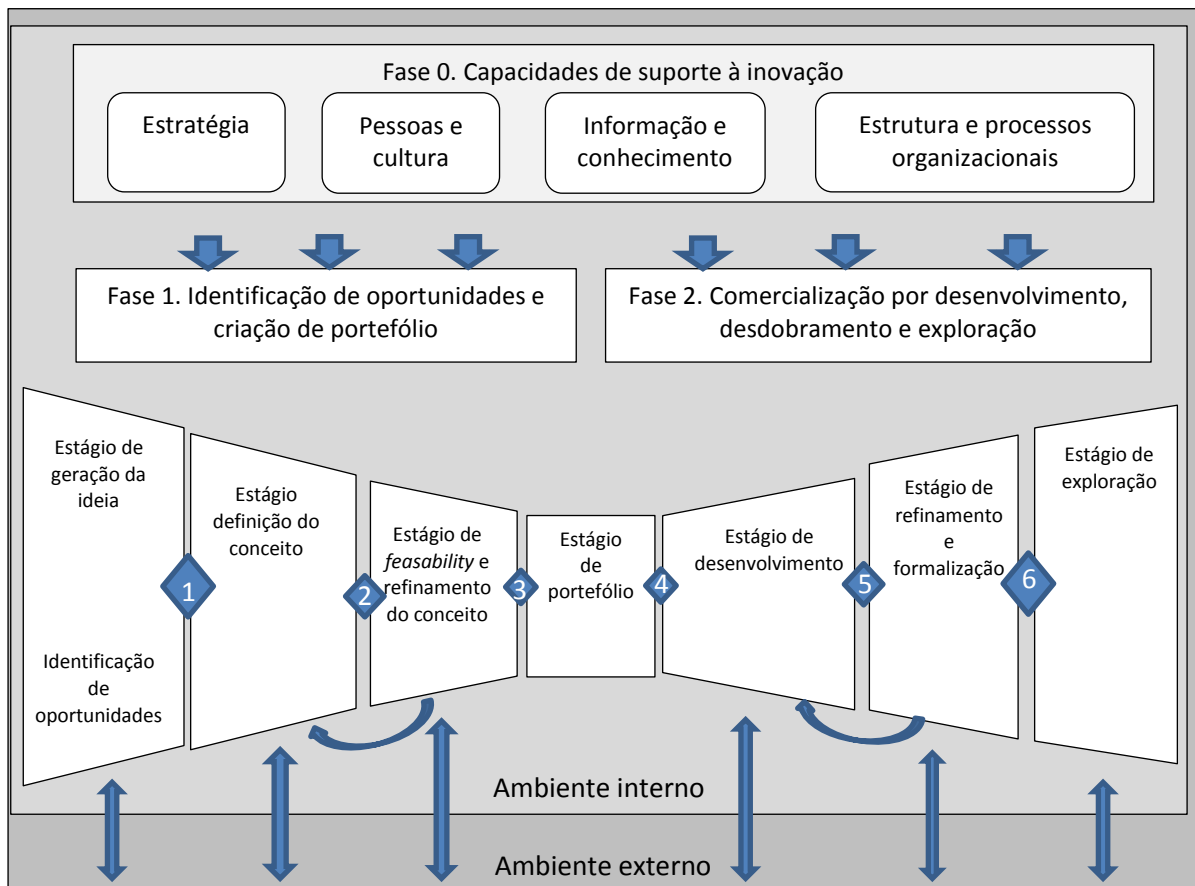 Fase 0. Capacidades de suporte à inovação
Estratégia
Pessoas e
cultura
Informação e
conhecimento
Estrutura e processos
organizacionais
Fase 1. Identificação de oportunidades e
criação de portefólio
Fase 2. Comercialização por desenvolvimento,
desdobramento e exploração
Estágio de
geração da
ideia
Identificação
de
oportunidades
1
Estágio
definição do
conceito
2
Estágio de
feasability e
refinamento
do conceito
3
Estágio
de
portefólio
4
Estágio de
desenvolvimento
5
Estágio de
refinamento
e
formalização
6
Estágio de
exploração
Ambiente interno
Ambiente externo